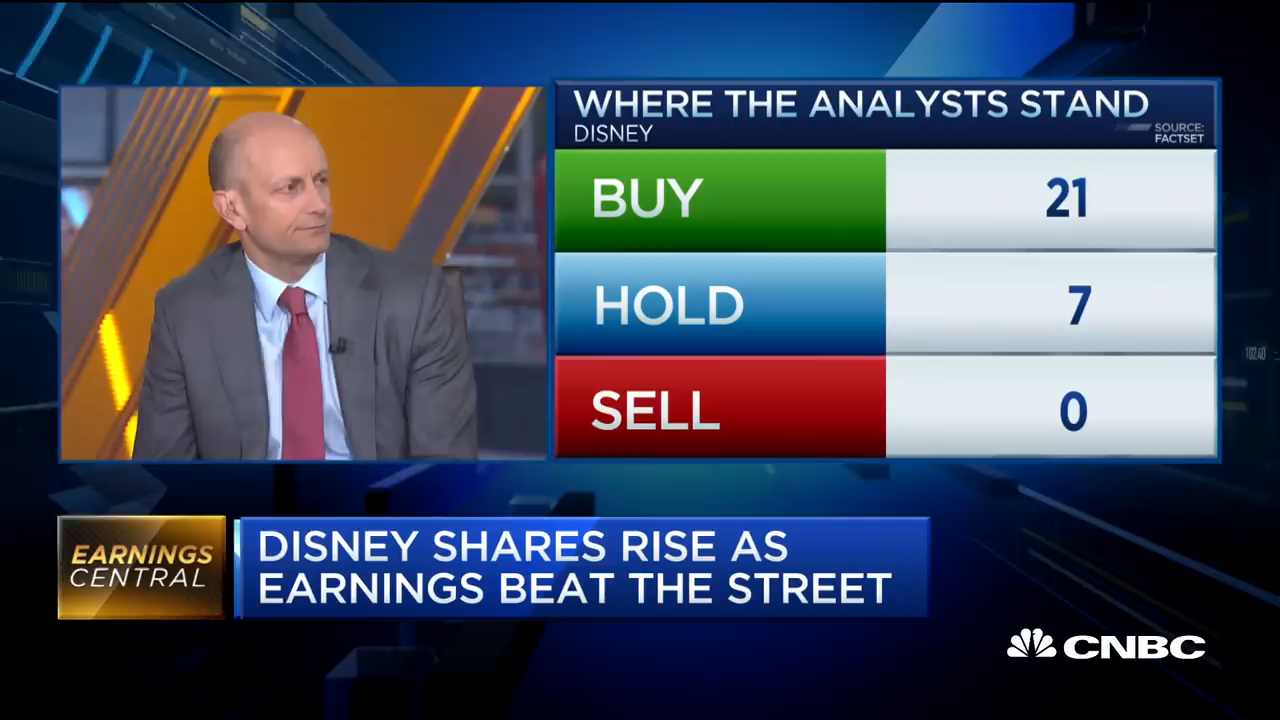 WHERE THE ANALYSTS STAND
DISNEY
SOURCE:
FACTSET
BUY 21
HOLD 7
SELL 0
10240
EARNINGS
CENTRAL
DISNEY SHARES RISE AS
EARNINGS BEAT THE STREET
CNBC